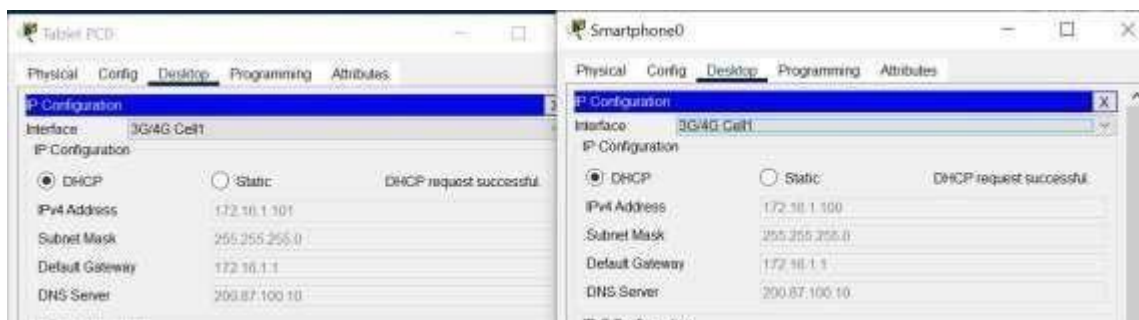 Tablet PC0
Physical Config Desktop Programming Attributes
IP Configuration
Interface 3G/4G Cell1
IP Configuration
DHCP Static DHCP request successful.
IPv4 Address 172.16.1.101
Subnet Mask 255.255.255.0
Default Gateway 172.16.1.1
DNS Server 200.87.100.10
Smartphone0
Physical Config Desktop Programming Attributes
IP Configuration X
Interface 3G/4G Cell1
IP Configuration
DHCP Static DHCP request successful.
IPv4 Address 172.16.1.100
Subnet Mask 255.255.255.0
Default Gateway 172.16.1.1
DNS Server 200.87.100.10